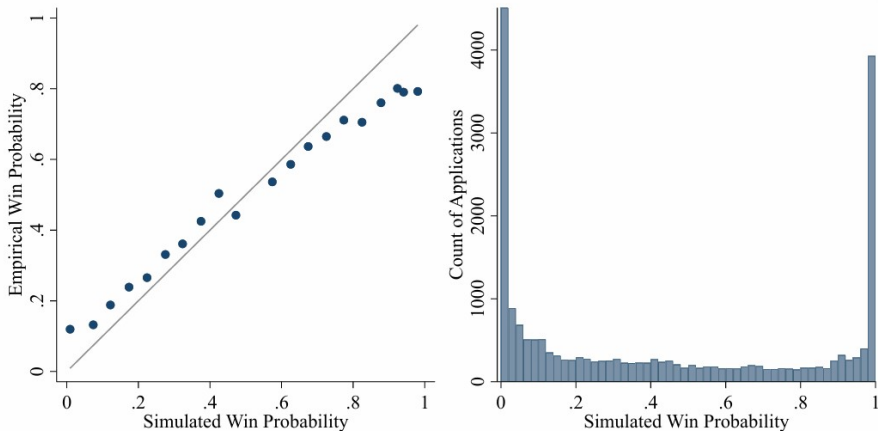 Empirical Win Probability
1
.8
.6
.4
.2
0
0 .2 .4 .6 .8 1
Simulated Win Probability
Count of Applications
4000
3000
2000
1000
0
0 .2 .4 .6 .8 1
Simulated Win Probability